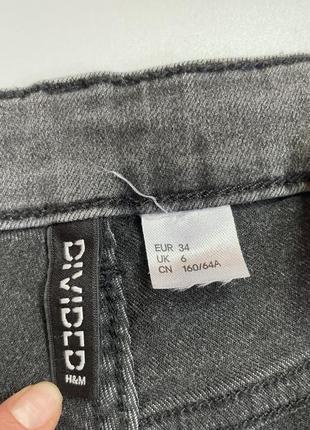 DIVIDED
H&M
EUR 34
UK 6
CN 160/64A